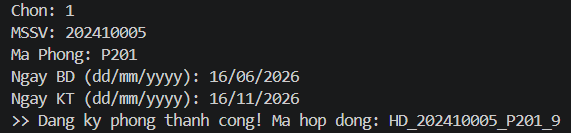 Chon: 1
MSSV: 202410005
Ma Phong: P201
Ngay BD (dd/mm/yyyy): 16/06/2026
Ngay KT (dd/mm/yyyy): 16/11/2026
>> Dang ky phong thanh cong! Ma hop dong: HD_202410005_P201_9